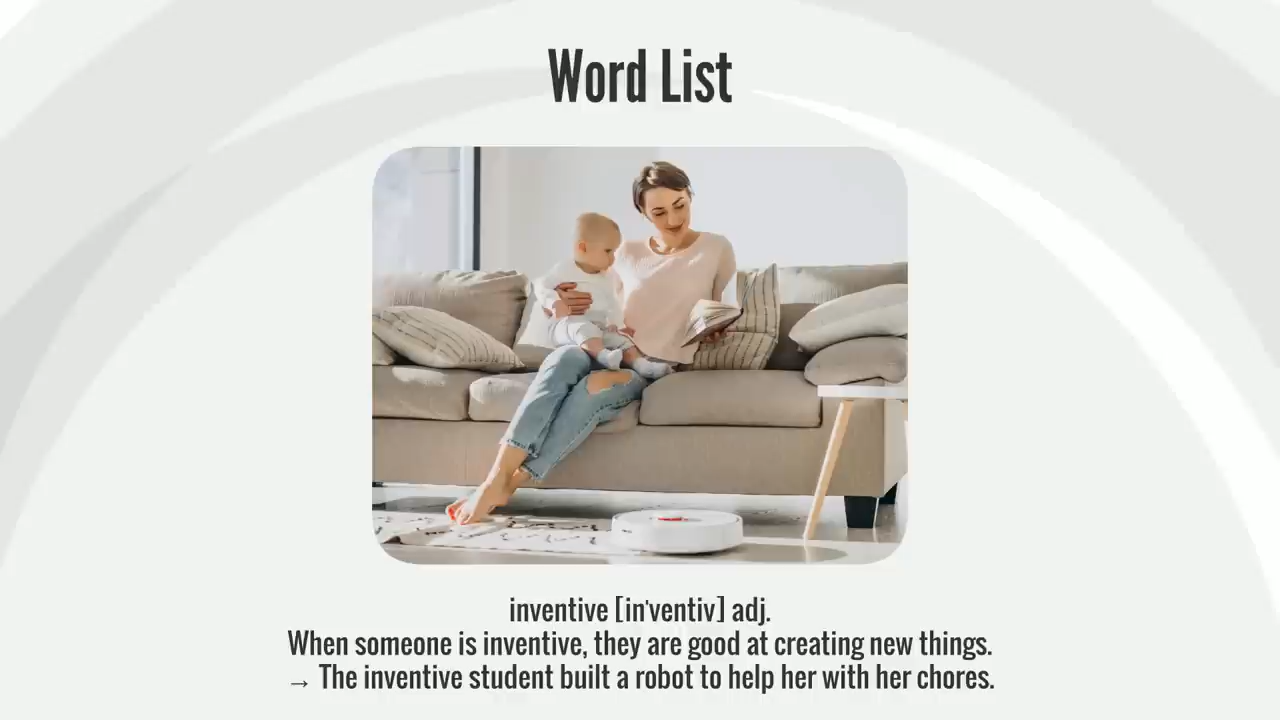 Word List
inventive [in'ventiv] adj.
When someone is inventive, they are good at creating new things.
→ The inventive student built a robot to help her with her chores.